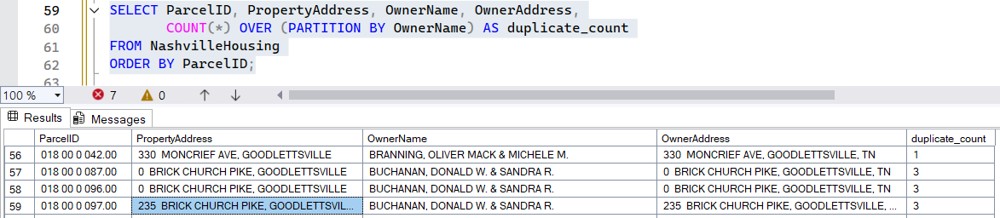 59 SELECT ParcelID, PropertyAddress, OwnerName, OwnerAddress,
60 COUNT(*) OVER (PARTITION BY OwnerName) AS duplicate_count
61 FROM NashvilleHousing
62 ORDER BY ParcelID;
63
100 % 7 0
Results Messages
ParcelID PropertyAddress OwnerName OwnerAddress duplicate_count
56 018 00 0 042.00 330 MONCRIEF AVE, GOODLETTSVILLE BRANNING, OLIVER MACK & MICHELE M. 330 MONCRIEF AVE, GOODLETTSVILLE, TN 1
57 018 00 0 087.00 0 BRICK CHURCH PIKE, GOODLETTSVILLE BUCHANAN, DONALD W. & SANDRA R. 0 BRICK CHURCH PIKE, GOODLETTSVILLE, TN 3
58 018 00 0 096.00 0 BRICK CHURCH PIKE, GOODLETTSVILLE BUCHANAN, DONALD W. & SANDRA R. 0 BRICK CHURCH PIKE, GOODLETTSVILLE, TN 3
59 018 00 0 097.00 235 BRICK CHURCH PIKE, GOODLETTSVIL... BUCHANAN, DONALD W. & SANDRA R. 235 BRICK CHURCH PIKE, GOODLETTSVILLE, ... 3